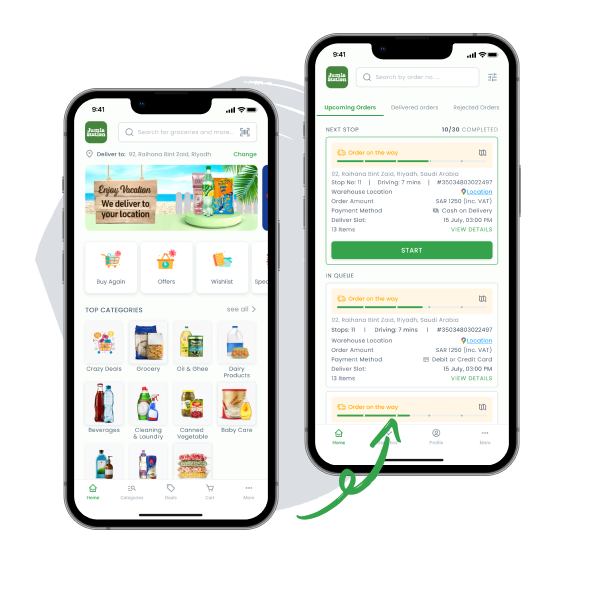 9:41
Jumla
Station
Search for groceries and more...
Deliver to: 92, Raihana Bint Zaid, Riyadh
Change
Enjoy Vacation
We deliver to
your location
Buy Again
Offers
Wishlist
Spec
TOP CATEGORIES
see all
Crazy Deals
Grocery
Oil & Ghee
Dairy
Products
Beverages
Cleaning
& Laundry
Canned
Vegetable
Baby Care
Home
Categories
Deals
Cart
More
9:41
Jumla
Station
Search by order no....
Upcoming Orders
Delivered orders
Rejected Orders
NEXT STOP
10/30 COMPLETED
Order on the way
92, Raihana Bint Zaid, Riyadh, Saudi Arabia
Stop No: 11 | Driving: 7 mins | #35034803022497
Warehouse Location
Location
Order Amount
SAR 1250 (inc. VAT)
Payment Method
Cash on Delivery
Deliver Slot:
15 July, 03:00 PM
13 Items
VIEW DETAILS
START
IN QUEUE
Order on the way
92, Raihana Bint Zaid, Riyadh, Saudi Arabia
Stops: 11 | Driving: 7 mins | #35034803022497
Warehouse Location
Location
Order Amount
SAR 1250 (inc. VAT)
Payment Method
Debit or Credit Card
Deliver Slot:
15 July, 03:00 PM
13 Items
VIEW DETAILS
Order on the way
Home
Profile
More